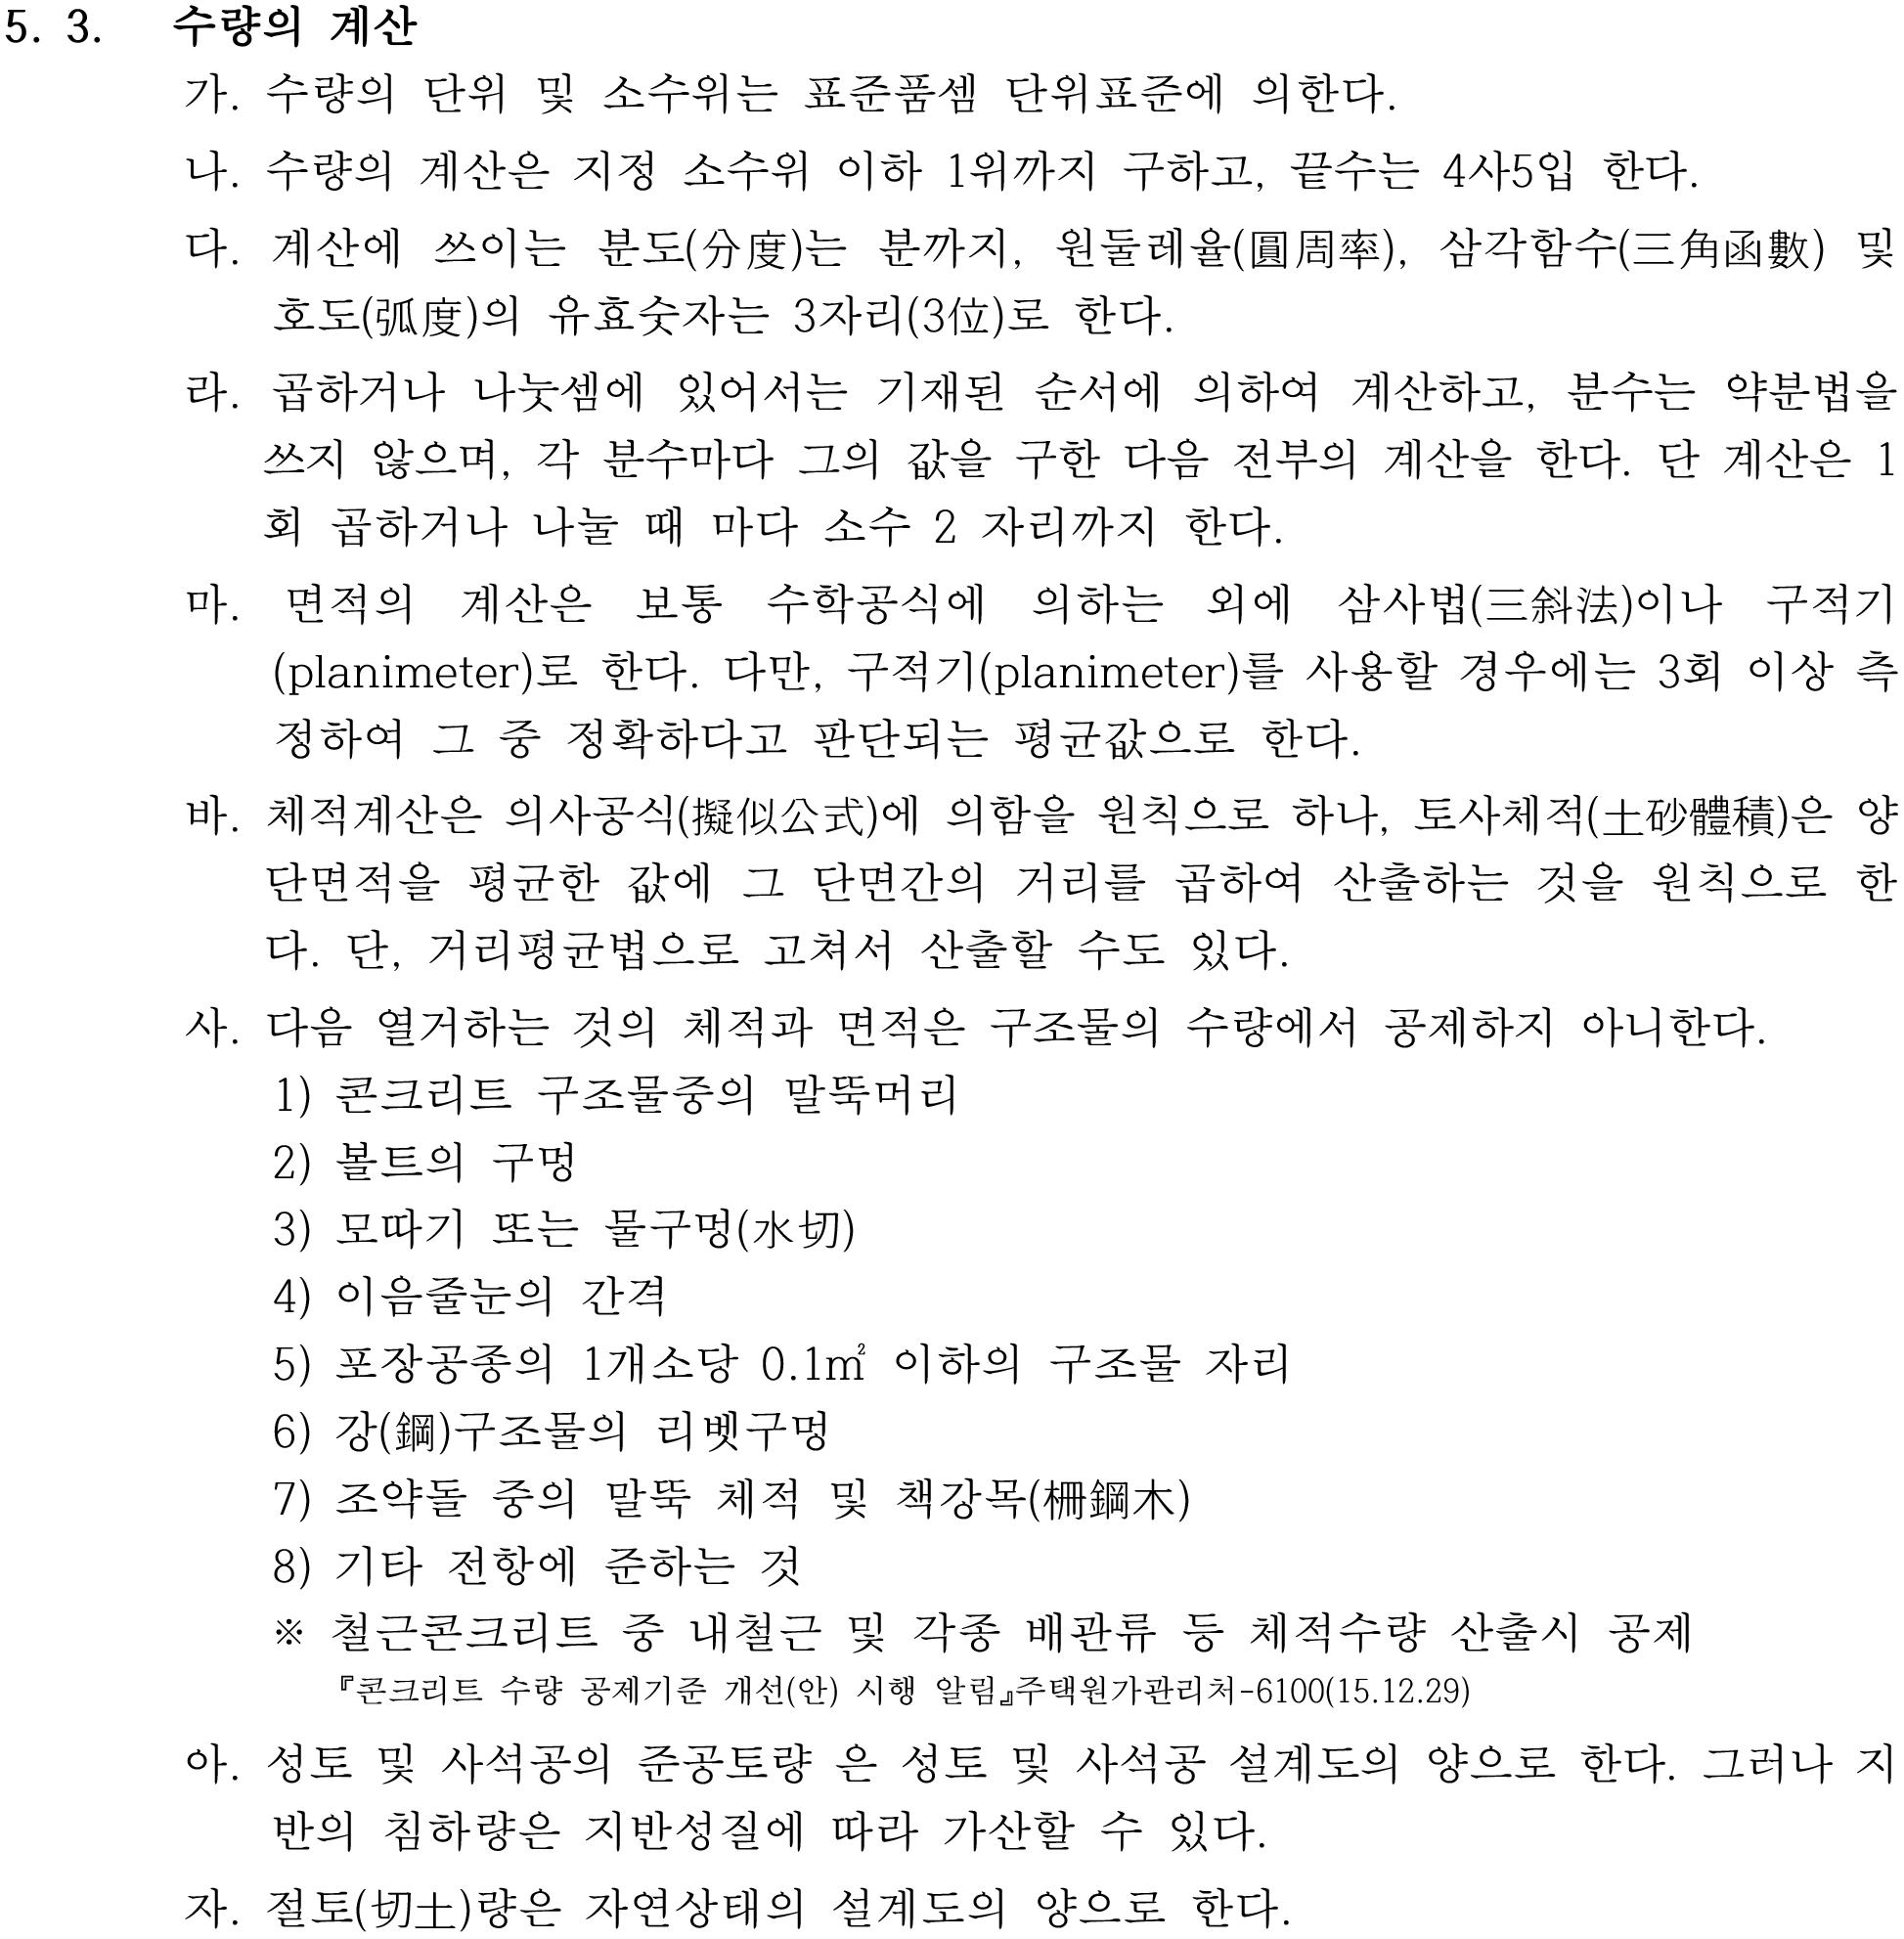 5. 3. 수량의 계산
가. 수량의 단위 및 소수위는 표준품셈 단위표준에 의한다.
나. 수량의 계산은 지정 소수위 이하 1위까지 구하고, 끝수는 4사5입 한다.
다. 계산에 쓰이는 분도(分度)는 분까지, 원둘레율(圓周率), 삼각함수(三角函數) 및
호도(弧度)의 유효숫자는 3자리(3位)로 한다.
라. 곱하거나 나눗셈에 있어서는 기재된 순서에 의하여 계산하고, 분수는 약분법을
쓰지 않으며, 각 분수마다 그의 값을 구한 다음 전부의 계산을 한다. 단 계산은 1
회 곱하거나 나눌 때 마다 소수 2 자리까지 한다.
마. 면적의 계산은 보통 수학공식에 의하는 외에 삼사법(三斜法)이나 구적기
(planimeter)로 한다. 다만, 구적기(planimeter)를 사용할 경우에는 3회 이상 측
정하여 그 중 정확하다고 판단되는 평균값으로 한다.
바. 체적계산은 의사공식(擬似公式)에 의함을 원칙으로 하나, 토사체적(土砂體積)은 양
단면적을 평균한 값에 그 단면간의 거리를 곱하여 산출하는 것을 원칙으로 한
다. 단, 거리평균법으로 고쳐서 산출할 수도 있다.
사. 다음 열거하는 것의 체적과 면적은 구조물의 수량에서 공제하지 아니한다.
1) 콘크리트 구조물중의 말뚝머리
2) 볼트의 구멍
3) 모따기 또는 물구멍(水切)
4) 이음줄눈의 간격
5) 포장공종의 1개소당 0.1㎡ 이하의 구조물 자리
6) 강(鋼)구조물의 리벳구멍
7) 조약돌 중의 말뚝 체적 및 책강목(柵鋼木)
8) 기타 전항에 준하는 것
※ 철근콘크리트 중 내철근 및 각종 배관류 등 체적수량 산출시 공제
『콘크리트 수량 공제기준 개선(안) 시행 알림』주택원가관리처-6100(15.12.29)
아. 성토 및 사석공의 준공토량 은 성토 및 사석공 설계도의 양으로 한다. 그러나 지
반의 침하량은 지반성질에 따라 가산할 수 있다.
자. 절토(切土)량은 자연상태의 설계도의 양으로 한다.